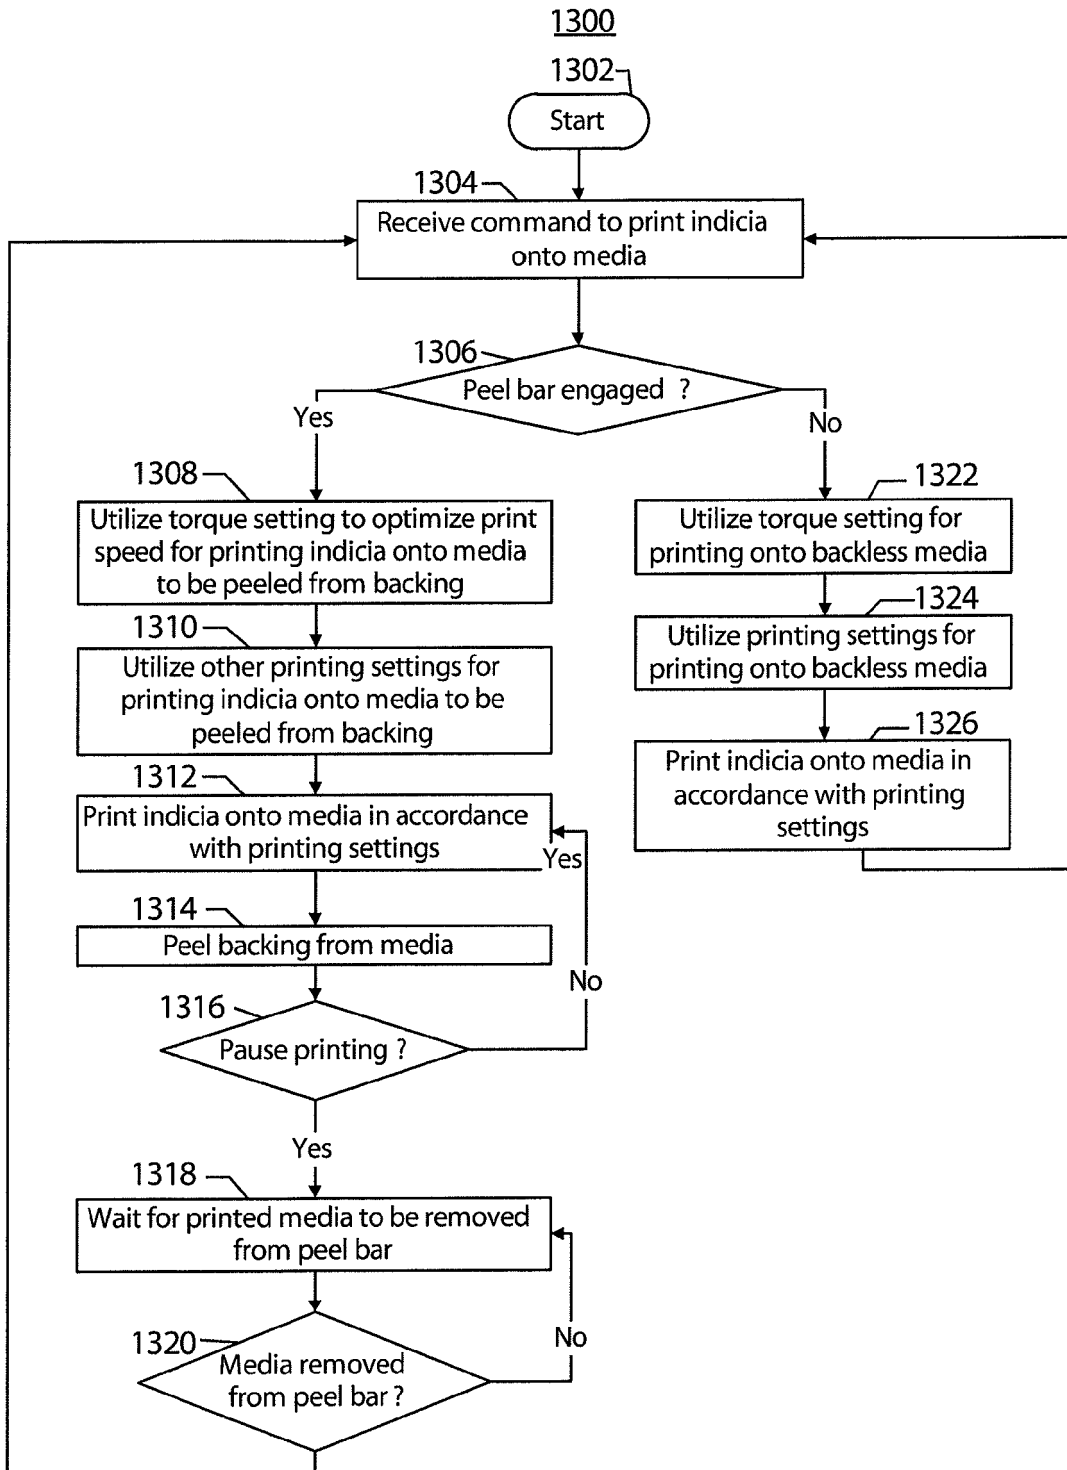 1300
1302
Start
1304
Receive command to print indicia
onto media
1306
Peel bar engaged ?
Yes
No
1308
Utilize torque setting to optimize print
speed for printing indicia onto media
to be peeled from backing
1322
Utilize torque setting for
printing onto backless media
1310
Utilize other printing settings for
printing indicia onto media to be
peeled from backing
1324
Utilize printing settings for
printing onto backless media
1312
Print indicia onto media in accordance
with printing settings
Yes
1326
Print indicia onto media in
accordance with printing
settings
1314
Peel backing from media
No
1316
Pause printing ?
Yes
1318
Wait for printed media to be removed
from peel bar
1320
Media removed
from peel bar ?
No